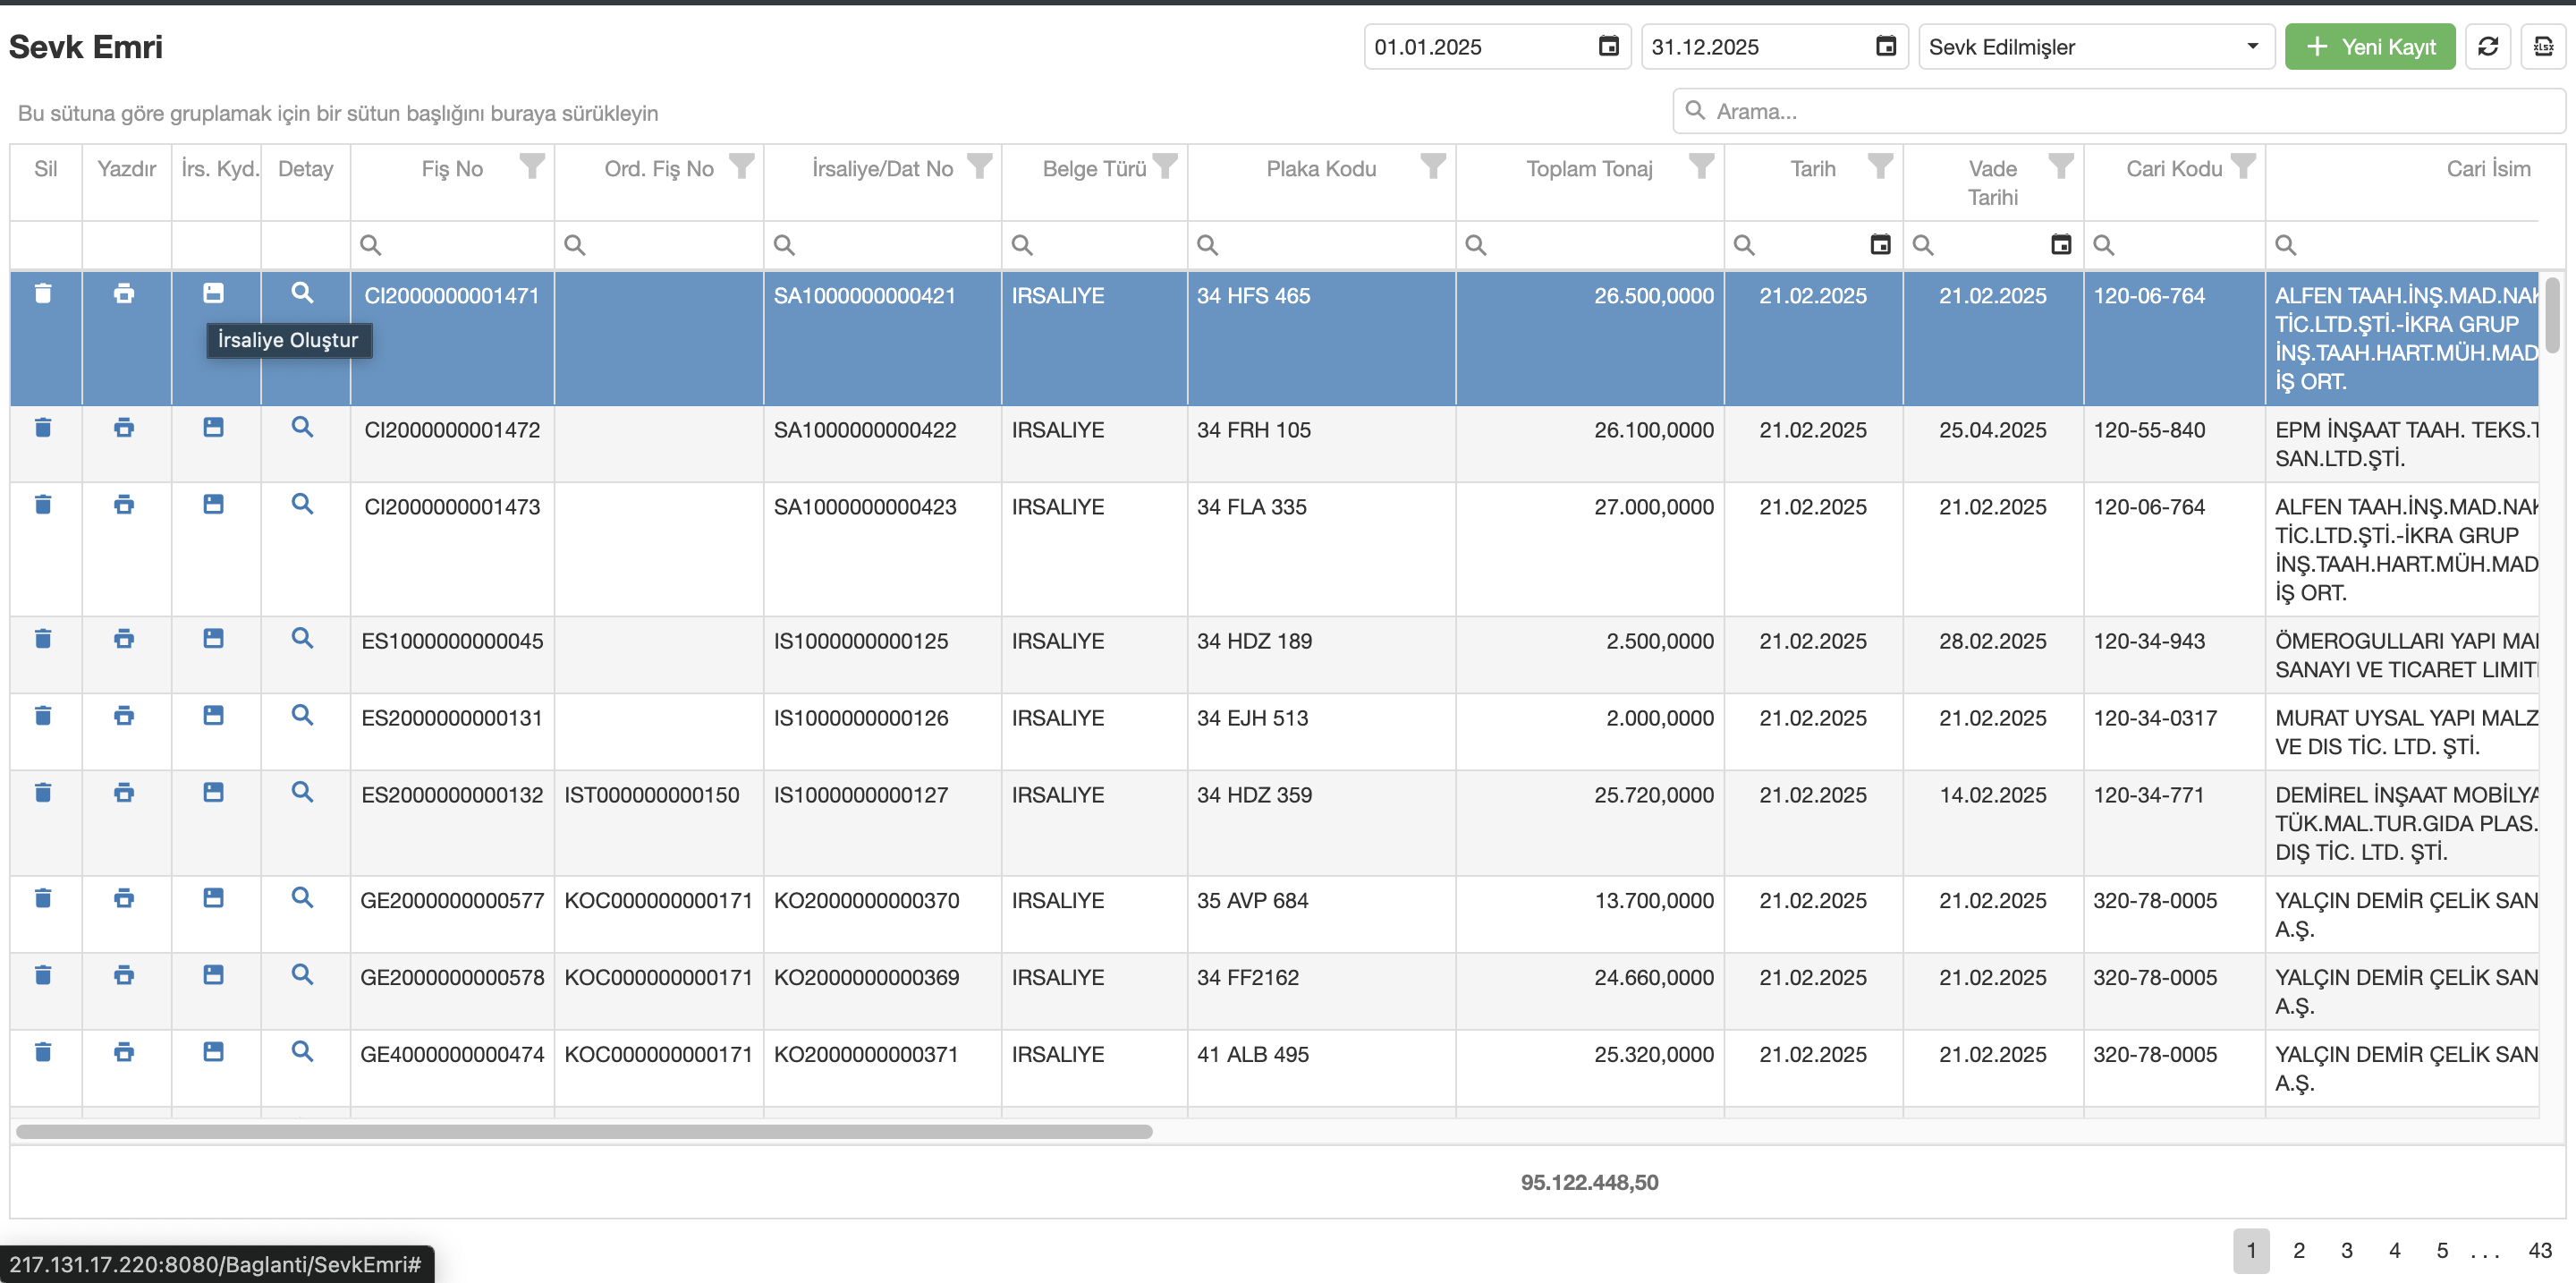 Sevk Emri
01.01.2025
31.12.2025
Sevk Edilmişler
Yeni Kayıt
xlsx
Bu sütuna göre gruplamak için bir sütun başlığını buraya sürükleyin
Arama...
Sil Yazdır İrs. Kyd. Detay Fiş No Ord. Fiş No İrsaliye/Dat No Belge Türü Plaka Kodu Toplam Tonaj Tarih Vade Cari Kodu Cari İsim
Tarihi
CI2000000001471 SA1000000000421 IRSALIYE 34 HFS 465 26.500,0000 21.02.2025 21.02.2025 120-06-764 ALFEN TAAH.İNŞ.MAD.NAK
TİC.LTD.ŞTİ.-İKRA GRUP
İNŞ.TAAH.HART.MÜH.MAD
İŞ ORT.
İrsaliye Oluştur
CI2000000001472 SA1000000000422 IRSALIYE 34 FRH 105 26.100,0000 21.02.2025 25.04.2025 120-55-840 EPM İNŞAAT TAAH. TEKS.T
SAN.LTD.ŞTİ.
CI2000000001473 SA1000000000423 IRSALIYE 34 FLA 335 27.000,0000 21.02.2025 21.02.2025 120-06-764 ALFEN TAAH.İNŞ.MAD.NAK
TİC.LTD.ŞTİ.-İKRA GRUP
İNŞ.TAAH.HART.MÜH.MAD
İŞ ORT.
ES1000000000045 IS1000000000125 IRSALIYE 34 HDZ 189 2.500,0000 21.02.2025 28.02.2025 120-34-943 ÖMEROGULLARI YAPI MAL
SANAYI VE TICARET LIMITI
ES2000000000131 IS1000000000126 IRSALIYE 34 EJH 513 2.000,0000 21.02.2025 21.02.2025 120-34-0317 MURAT UYSAL YAPI MALZ
VE DIS TİC. LTD. ŞTİ.
ES2000000000132 IST000000000150 IS1000000000127 IRSALIYE 34 HDZ 359 25.720,0000 21.02.2025 14.02.2025 120-34-771 DEMİREL İNŞAAT MOBİLYA
TÜK.MAL.TUR.GIDA PLAS.
DIŞ TİC. LTD. ŞTİ.
GE2000000000577 KOC000000000171 KO2000000000370 IRSALIYE 35 AVP 684 13.700,0000 21.02.2025 21.02.2025 320-78-0005 YALÇIN DEMİR ÇELİK SAN
A.Ş.
GE2000000000578 KOC000000000171 KO2000000000369 IRSALIYE 34 FF2162 24.660,0000 21.02.2025 21.02.2025 320-78-0005 YALÇIN DEMİR ÇELİK SAN
A.Ş.
GE4000000000474 KOC000000000171 KO2000000000371 IRSALIYE 41 ALB 495 25.320,0000 21.02.2025 21.02.2025 320-78-0005 YALÇIN DEMİR ÇELİK SAN
A.Ş.
95.122.448,50
1 2 3 4 5 ... 43
217.131.17.220:8080/Baglanti/SevkEmri#